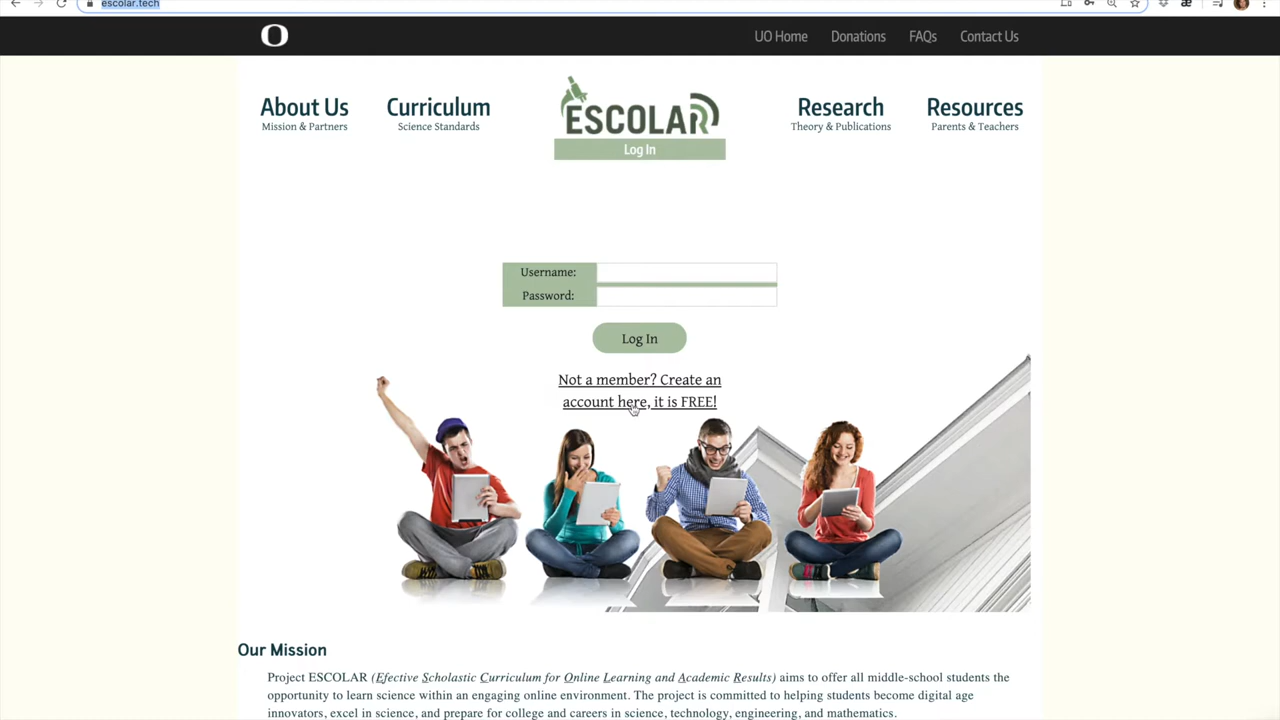 escolar.tech
O
UO Home Donations FAQs Contact Us
About Us Curriculum ESCOLAR Research Resources
Mission & Partners Science Standards Theory & Publications Parents & Teachers
Log In
Username:
Password:
Log In
Not a member? Create an
account here, it is FREE!
Our Mission
Project ESCOLAR (Efective Scholastic Curriculum for Online Learning and Academic Results) aims to offer all middle-school students the
opportunity to learn science within an engaging online environment. The project is committed to helping students become digital age
innovators, excel in science, and prepare for college and careers in science, technology, engineering, and mathematics.